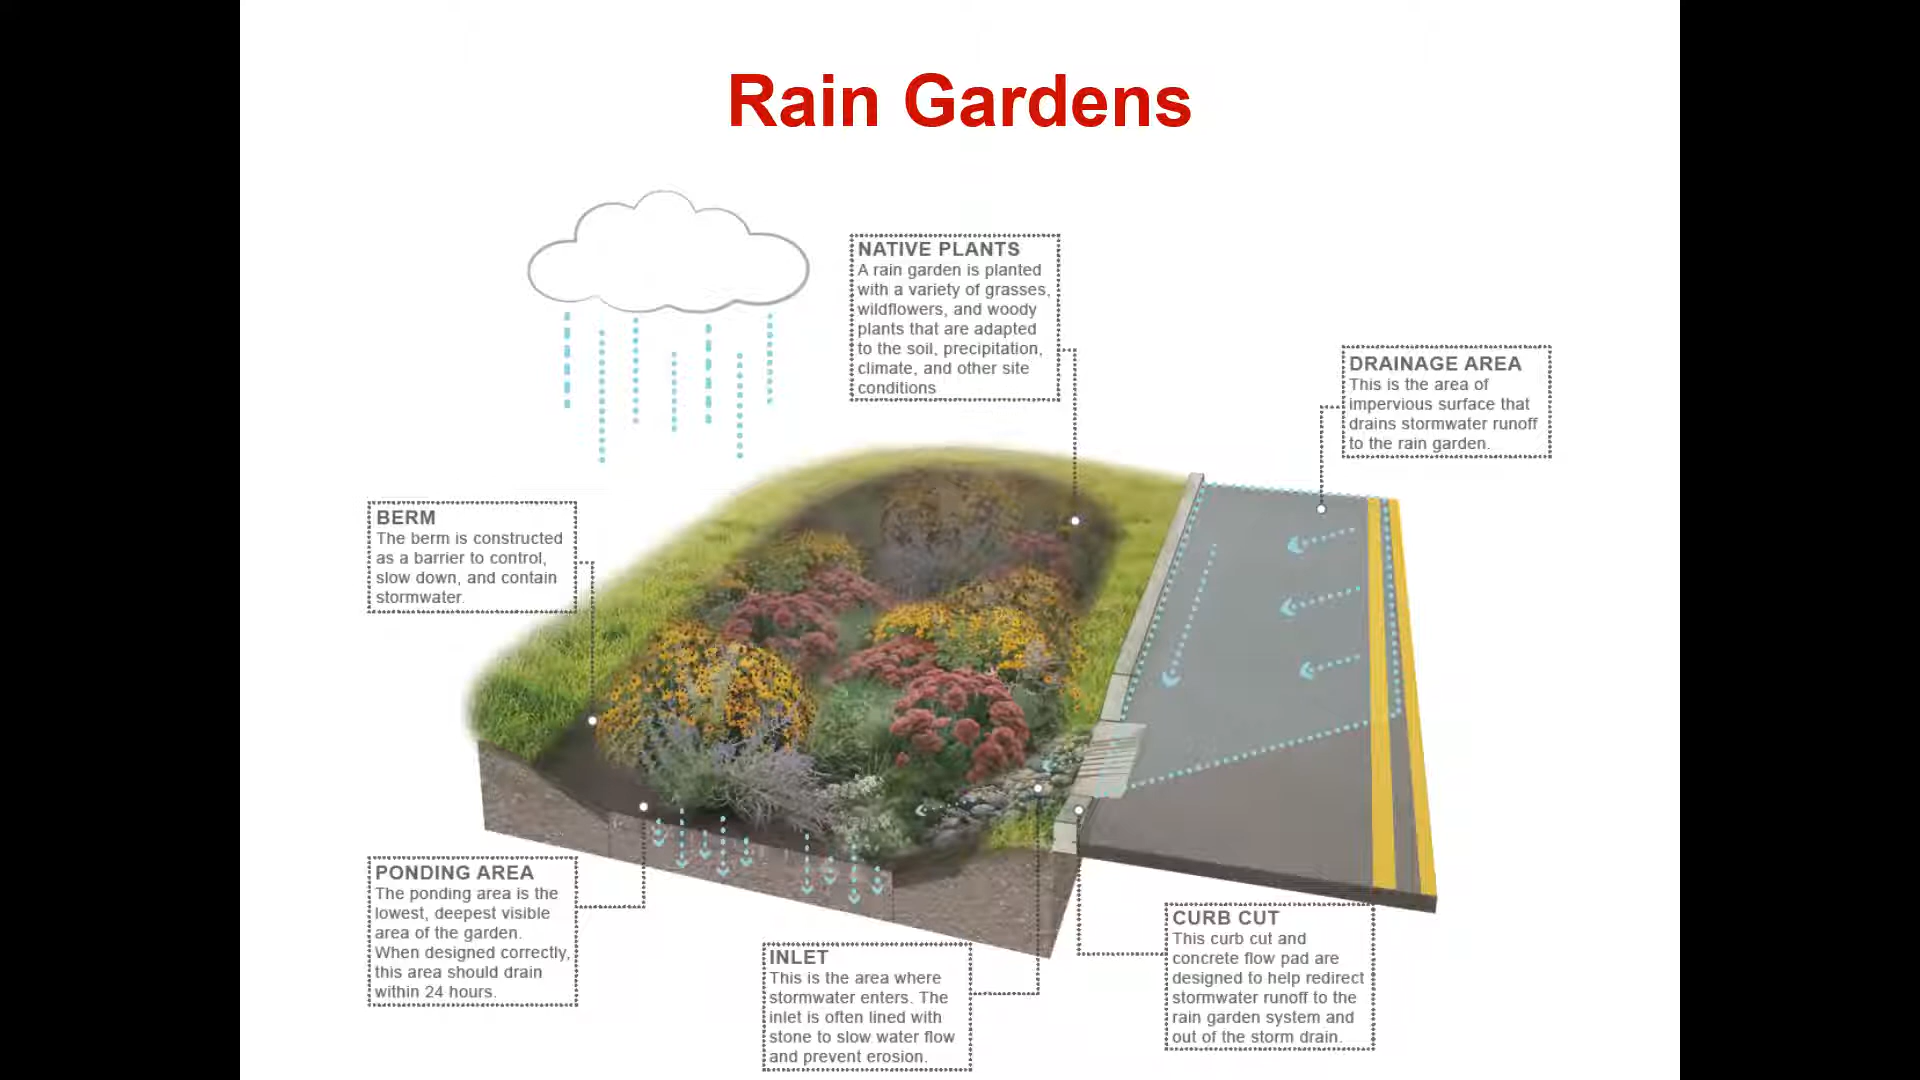 Rain Gardens
NATIVE PLANTS
A rain garden is planted
with a variety of grasses,
wildflowers, and woody
plants that are adapted
to the soil, precipitation,
climate, and other site
conditions
DRAINAGE AREA
This is the area of
impervious surface that
drains stormwater runoff
to the rain garden.
BERM
The berm is constructed
as a barrier to control,
slow down, and contain
stormwater.
PONDING AREA
The ponding area is the
lowest, deepest visible
area of the garden.
When designed correctly,
this area should drain
within 24 hours.
INLET
This is the area where
stormwater enters. The
inlet is often lined with
stone to slow water flow
and prevent erosion.
CURB CUT
This curb cut and
concrete flow pad are
designed to help redirect
stormwater runoff to the
rain garden system and
out of the storm drain.